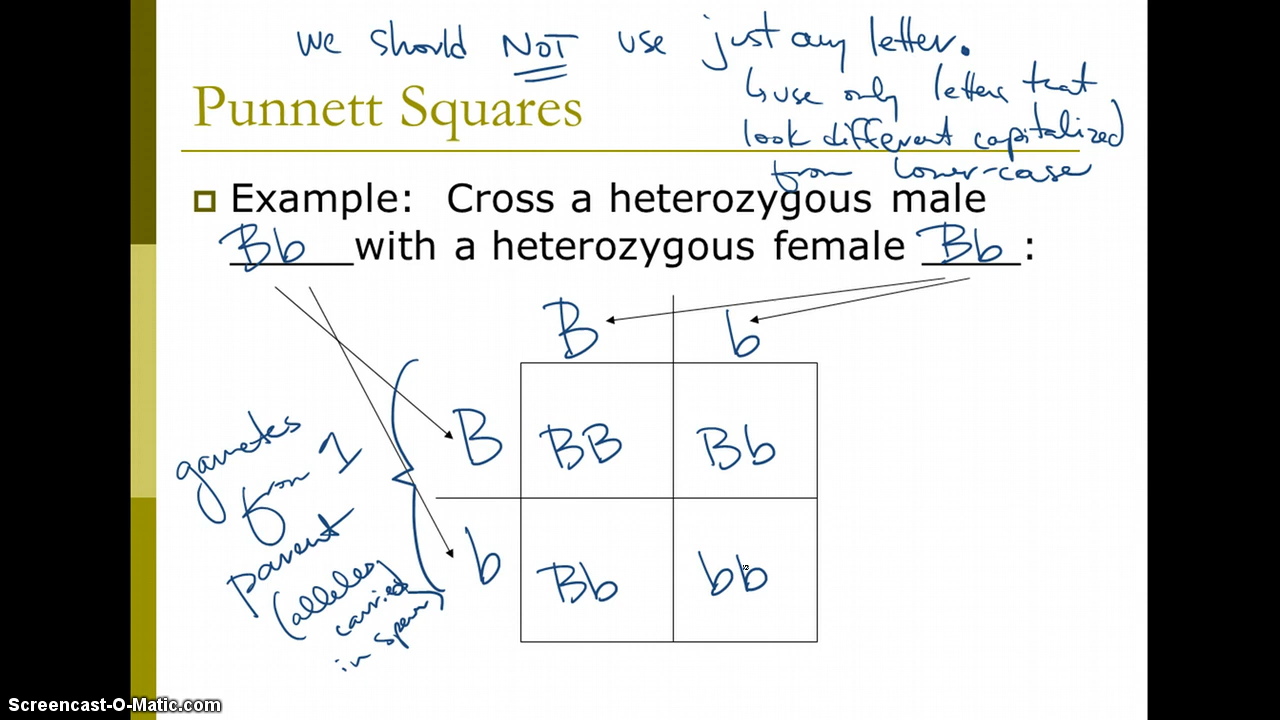 we should NOT use just any letter.
↳ use only letters that
look different capitalized
from lower-case
Punnett Squares
Example: Cross a heterozygous male
Bb with a heterozygous female Bb:
B b
B BB Bb
b Bb bb
gametes
from 1
parent
(alleles
carried
in sperm)
Screencast-O-Matic.com